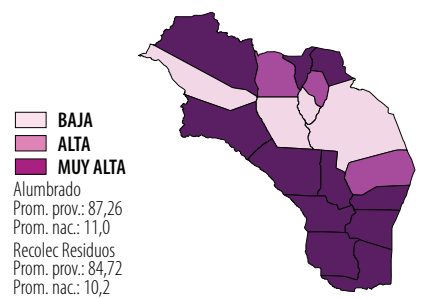 BAJA
ALTA
MUY ALTA
Alumbrado
Prom. prov.: 87,26
Prom. nac.: 11,0
Recolec Residuos
Prom. prov.: 84,72
Prom. nac.: 10,2